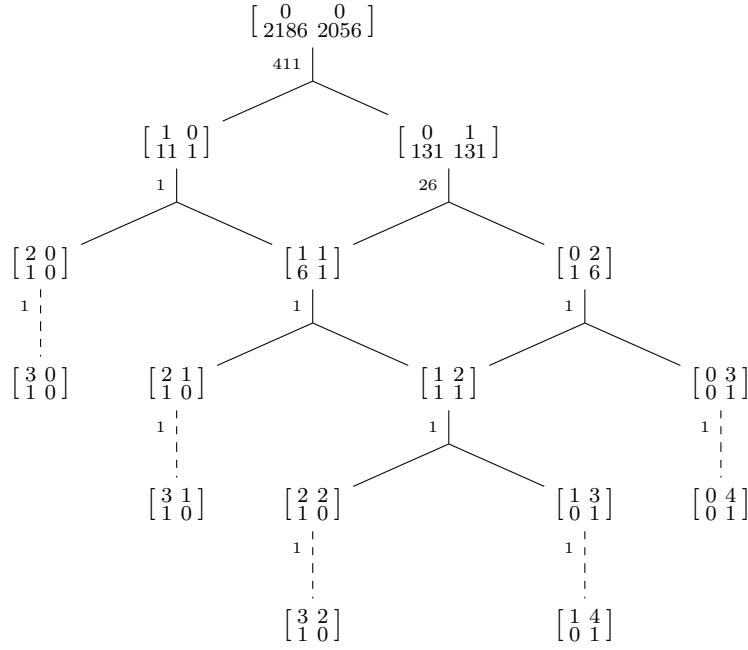 0 0
2186 2056
411
1 0 0 1
11 1 131 131
1 26
2 0 1 1 0 2
1 0 6 1 1 6
1 1 1
3 0 2 1 1 2 0 3
1 0 1 0 1 1 0 1
1 1 1
3 1 2 2 1 3 0 4
1 0 1 0 0 1 0 1
1 1
3 2 1 4
1 0 0 1